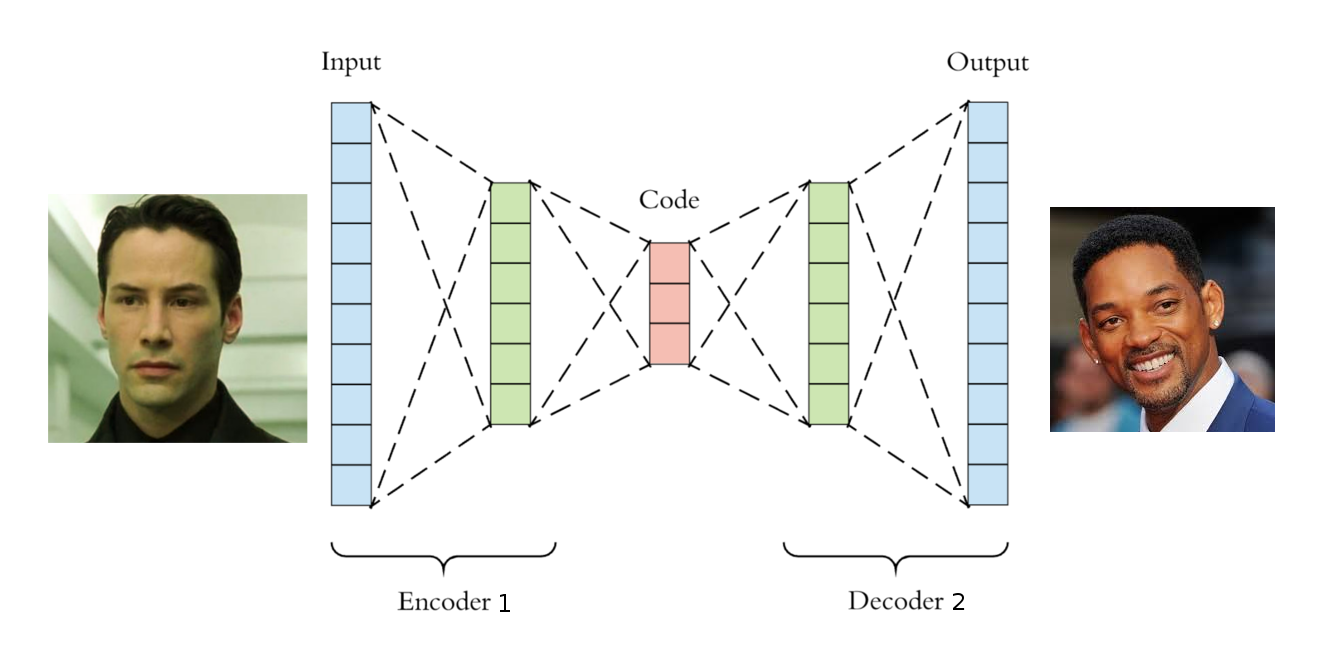 Input
Output
Code
Encoder 1
Decoder 2